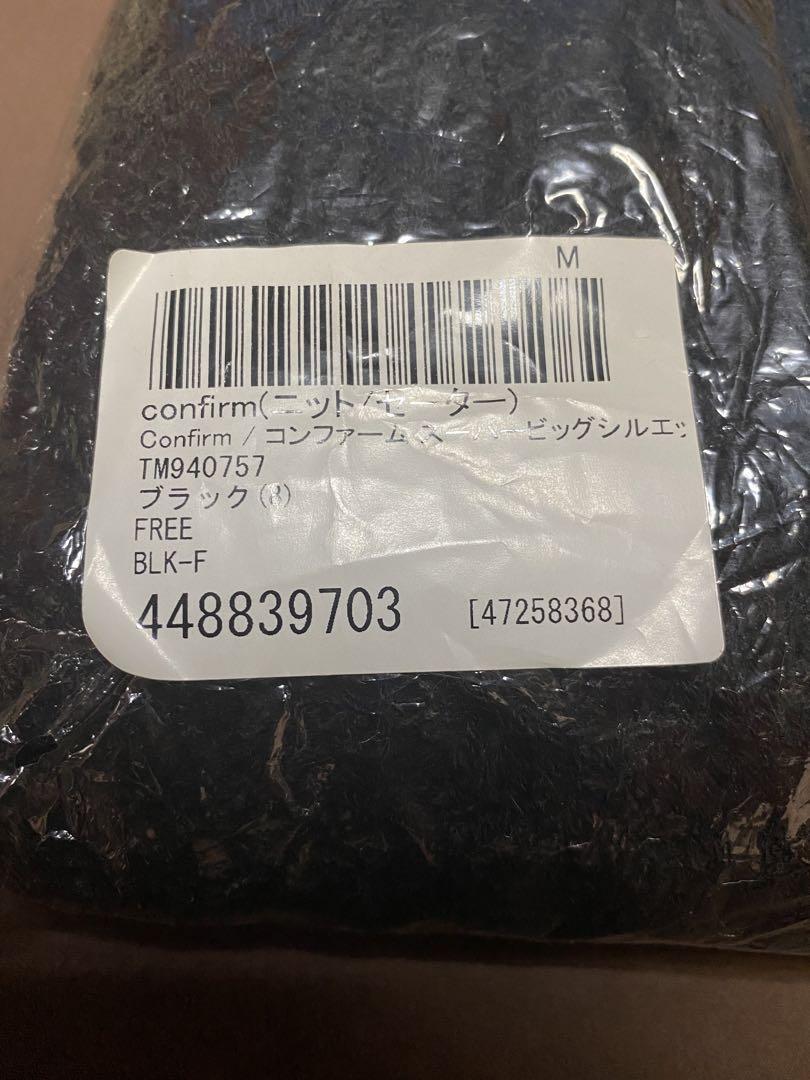 M
confirm(ニット/セーター)
Confirm / コンファーム スーパービッグシルエッ
TM940757
ブラック(8)
FREE
BLK-F
448839703 [47258368]